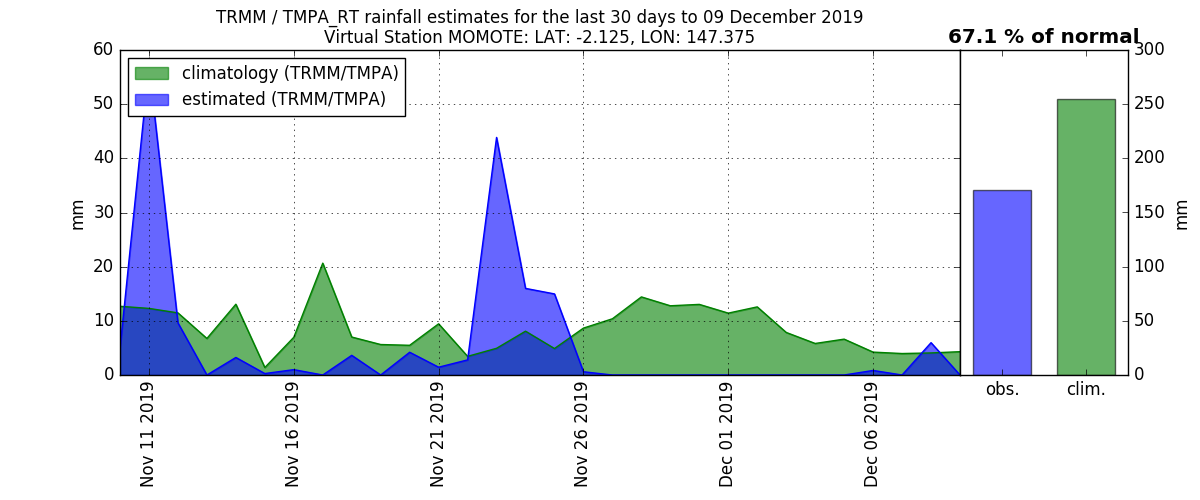 TRMM / TMPA_RT rainfall estimates for the last 30 days to 09 December 2019
Virtual Station MOMOTE: LAT: -2.125, LON: 147.375
67.1 % of normal
climatology (TRMM/TMPA)
estimated (TRMM/TMPA)
60
50
40
30
20
10
0
mm
Nov 11 2019
Nov 16 2019
Nov 21 2019
Nov 26 2019
Dec 01 2019
Dec 06 2019
300
250
200
150
100
50
0
mm
obs.
clim.